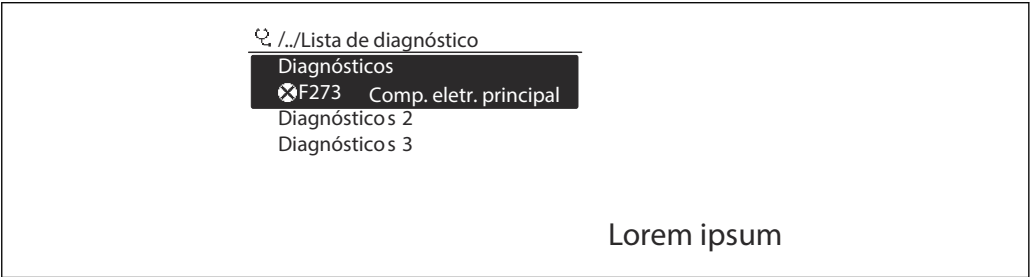 /../Lista de diagnóstico
Diagnósticos
F273 Comp. eletr. principal
Diagnósticos 2
Diagnósticos 3
Lorem ipsum